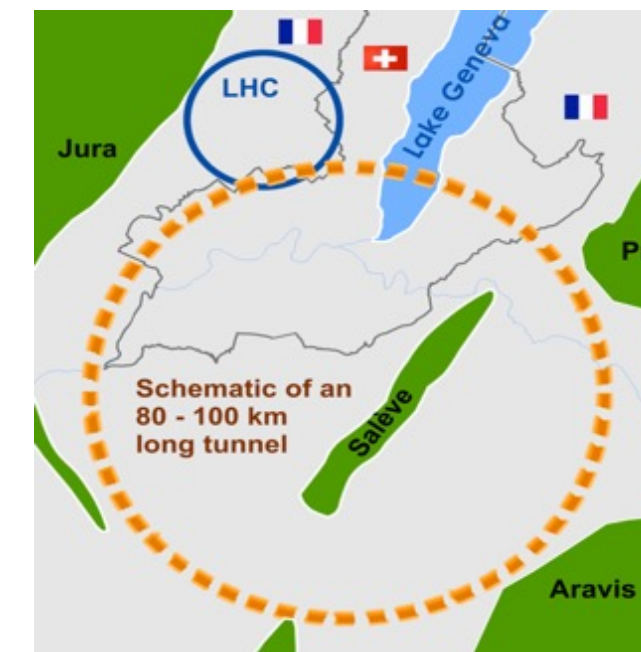 LHC
Lake Geneva
Jura
P
Schematic of an
80 - 100 km
long tunnel
Salève
Aravis